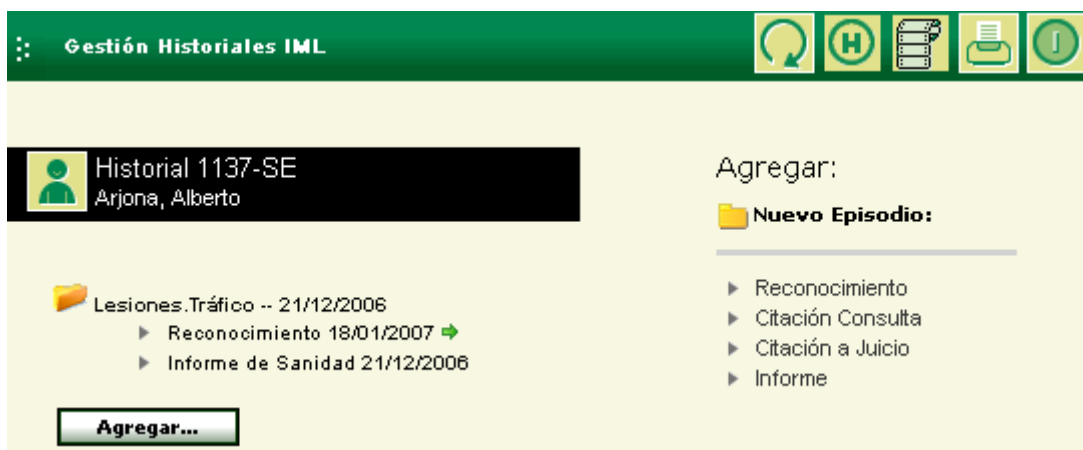 Gestión Historiales IML
H
I
Historial 1137-SE
Arjona, Alberto
Lesiones.Tráfico -- 21/12/2006
Reconocimiento 18/01/2007
Informe de Sanidad 21/12/2006
Agregar...
Agregar:
Nuevo Episodio:
Reconocimiento
Citación Consulta
Citación a Juicio
Informe